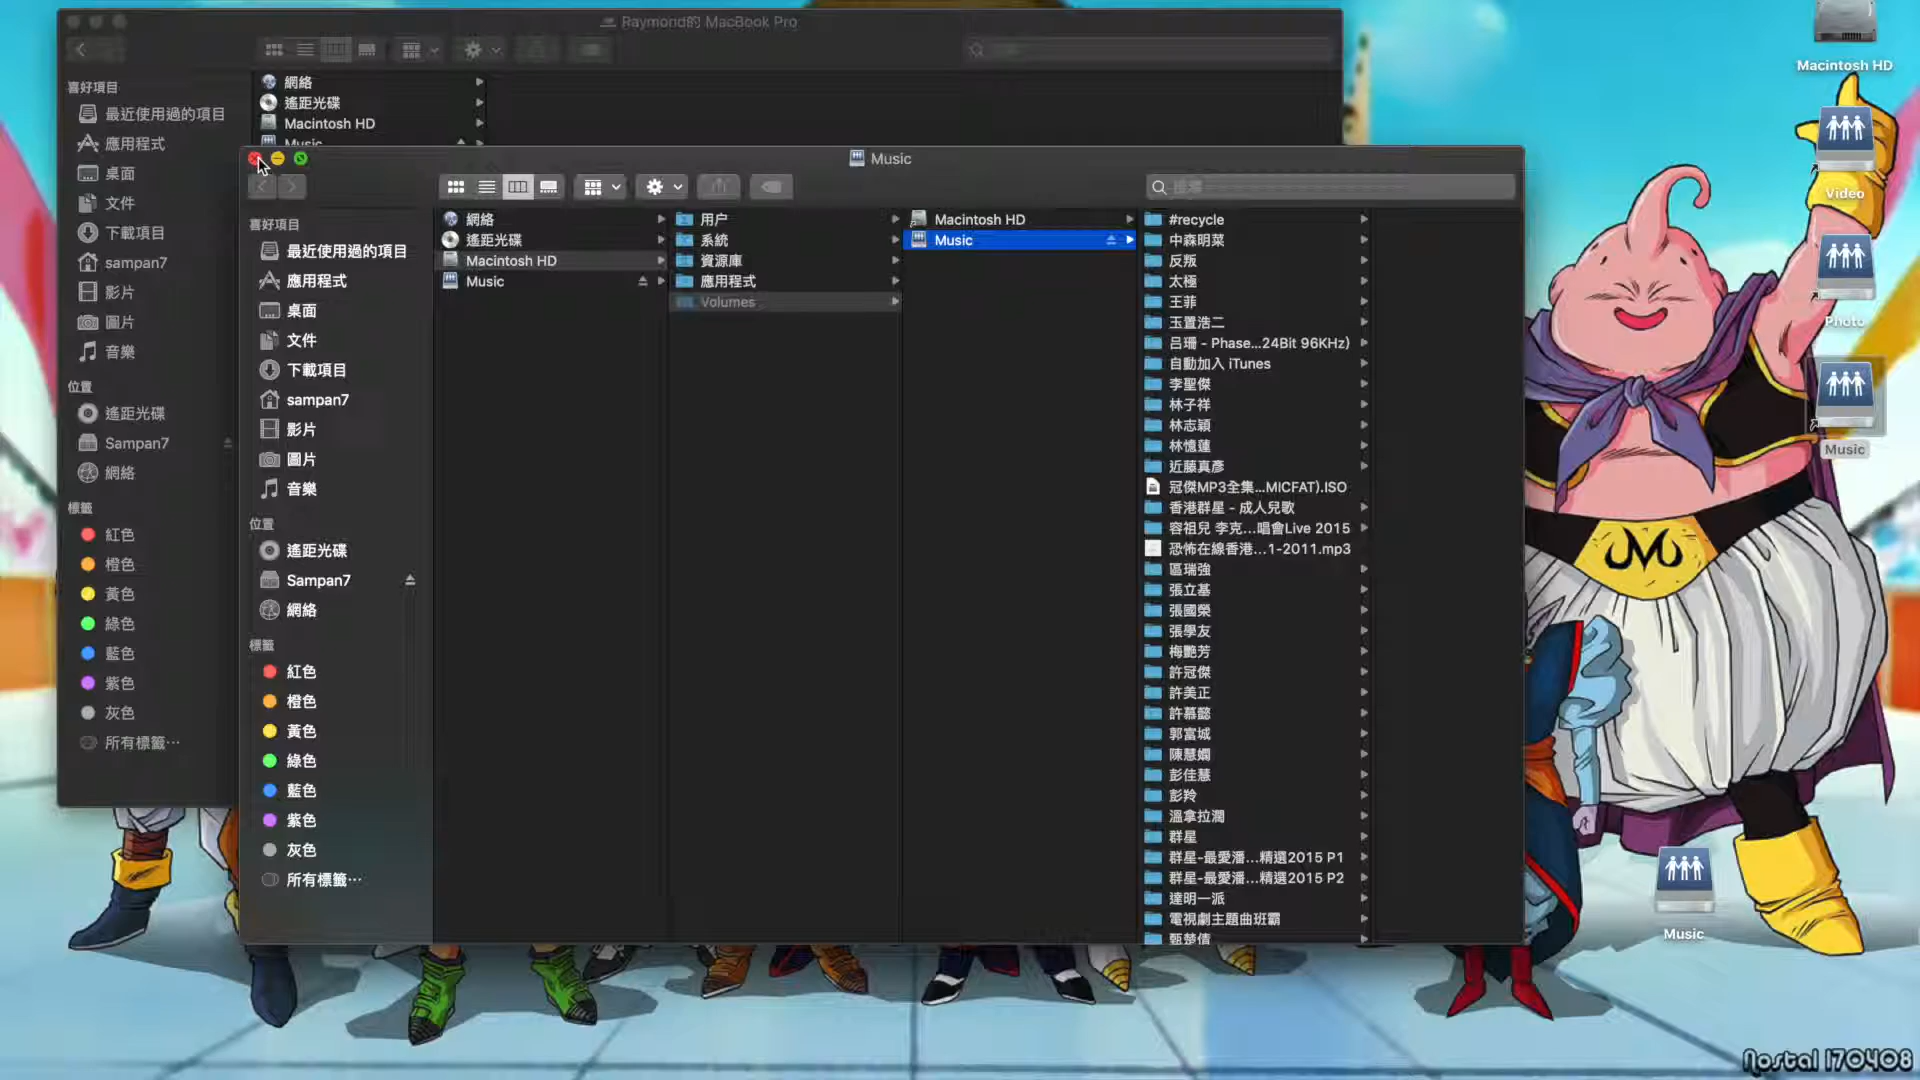 Raymond的 MacBook Pro
喜好項目
最近使用過的項目
應用程式
桌面
文件
下載項目
sampan7
影片
圖片
音樂
位置
遙距光碟
Sampan7
網絡
標籤
紅色
橙色
黃色
綠色
藍色
紫色
灰色
所有標籤…
網絡
遙距光碟
Macintosh HD
Music
Music
搜尋
喜好項目
最近使用過的項目
應用程式
桌面
文件
下載項目
sampan7
影片
圖片
音樂
位置
遙距光碟
Sampan7
網絡
標籤
紅色
橙色
黃色
綠色
藍色
紫色
灰色
所有標籤…
網絡
遙距光碟
Macintosh HD
Music
用户
系統
資源庫
應用程式
Volumes
Macintosh HD
Music
#recycle
中森明菜
反叛
太極
王菲
玉置浩二
呂珊 - Phase...24Bit 96KHz)
自動加入 iTunes
李聖傑
林子祥
林志穎
林憶蓮
近藤真彥
冠傑MP3全集...MICFAT).ISO
香港群星 - 成人兒歌
容祖兒 李克...唱會Live 2015
恐怖在線香港...1-2011.mp3
區瑞強
張立基
張國榮
張學友
梅艷芳
許冠傑
許美正
許慕懿
郭富城
陳慧嫻
彭佳慧
彭羚
溫拿拉濶
群星
群星-最愛潘...精選2015 P1
群星-最愛潘...精選2015 P2
達明一派
電視劇主題曲班霸
甄楚倩
Macintosh HD
Video
Photo
Music
Music
Nostal 170408